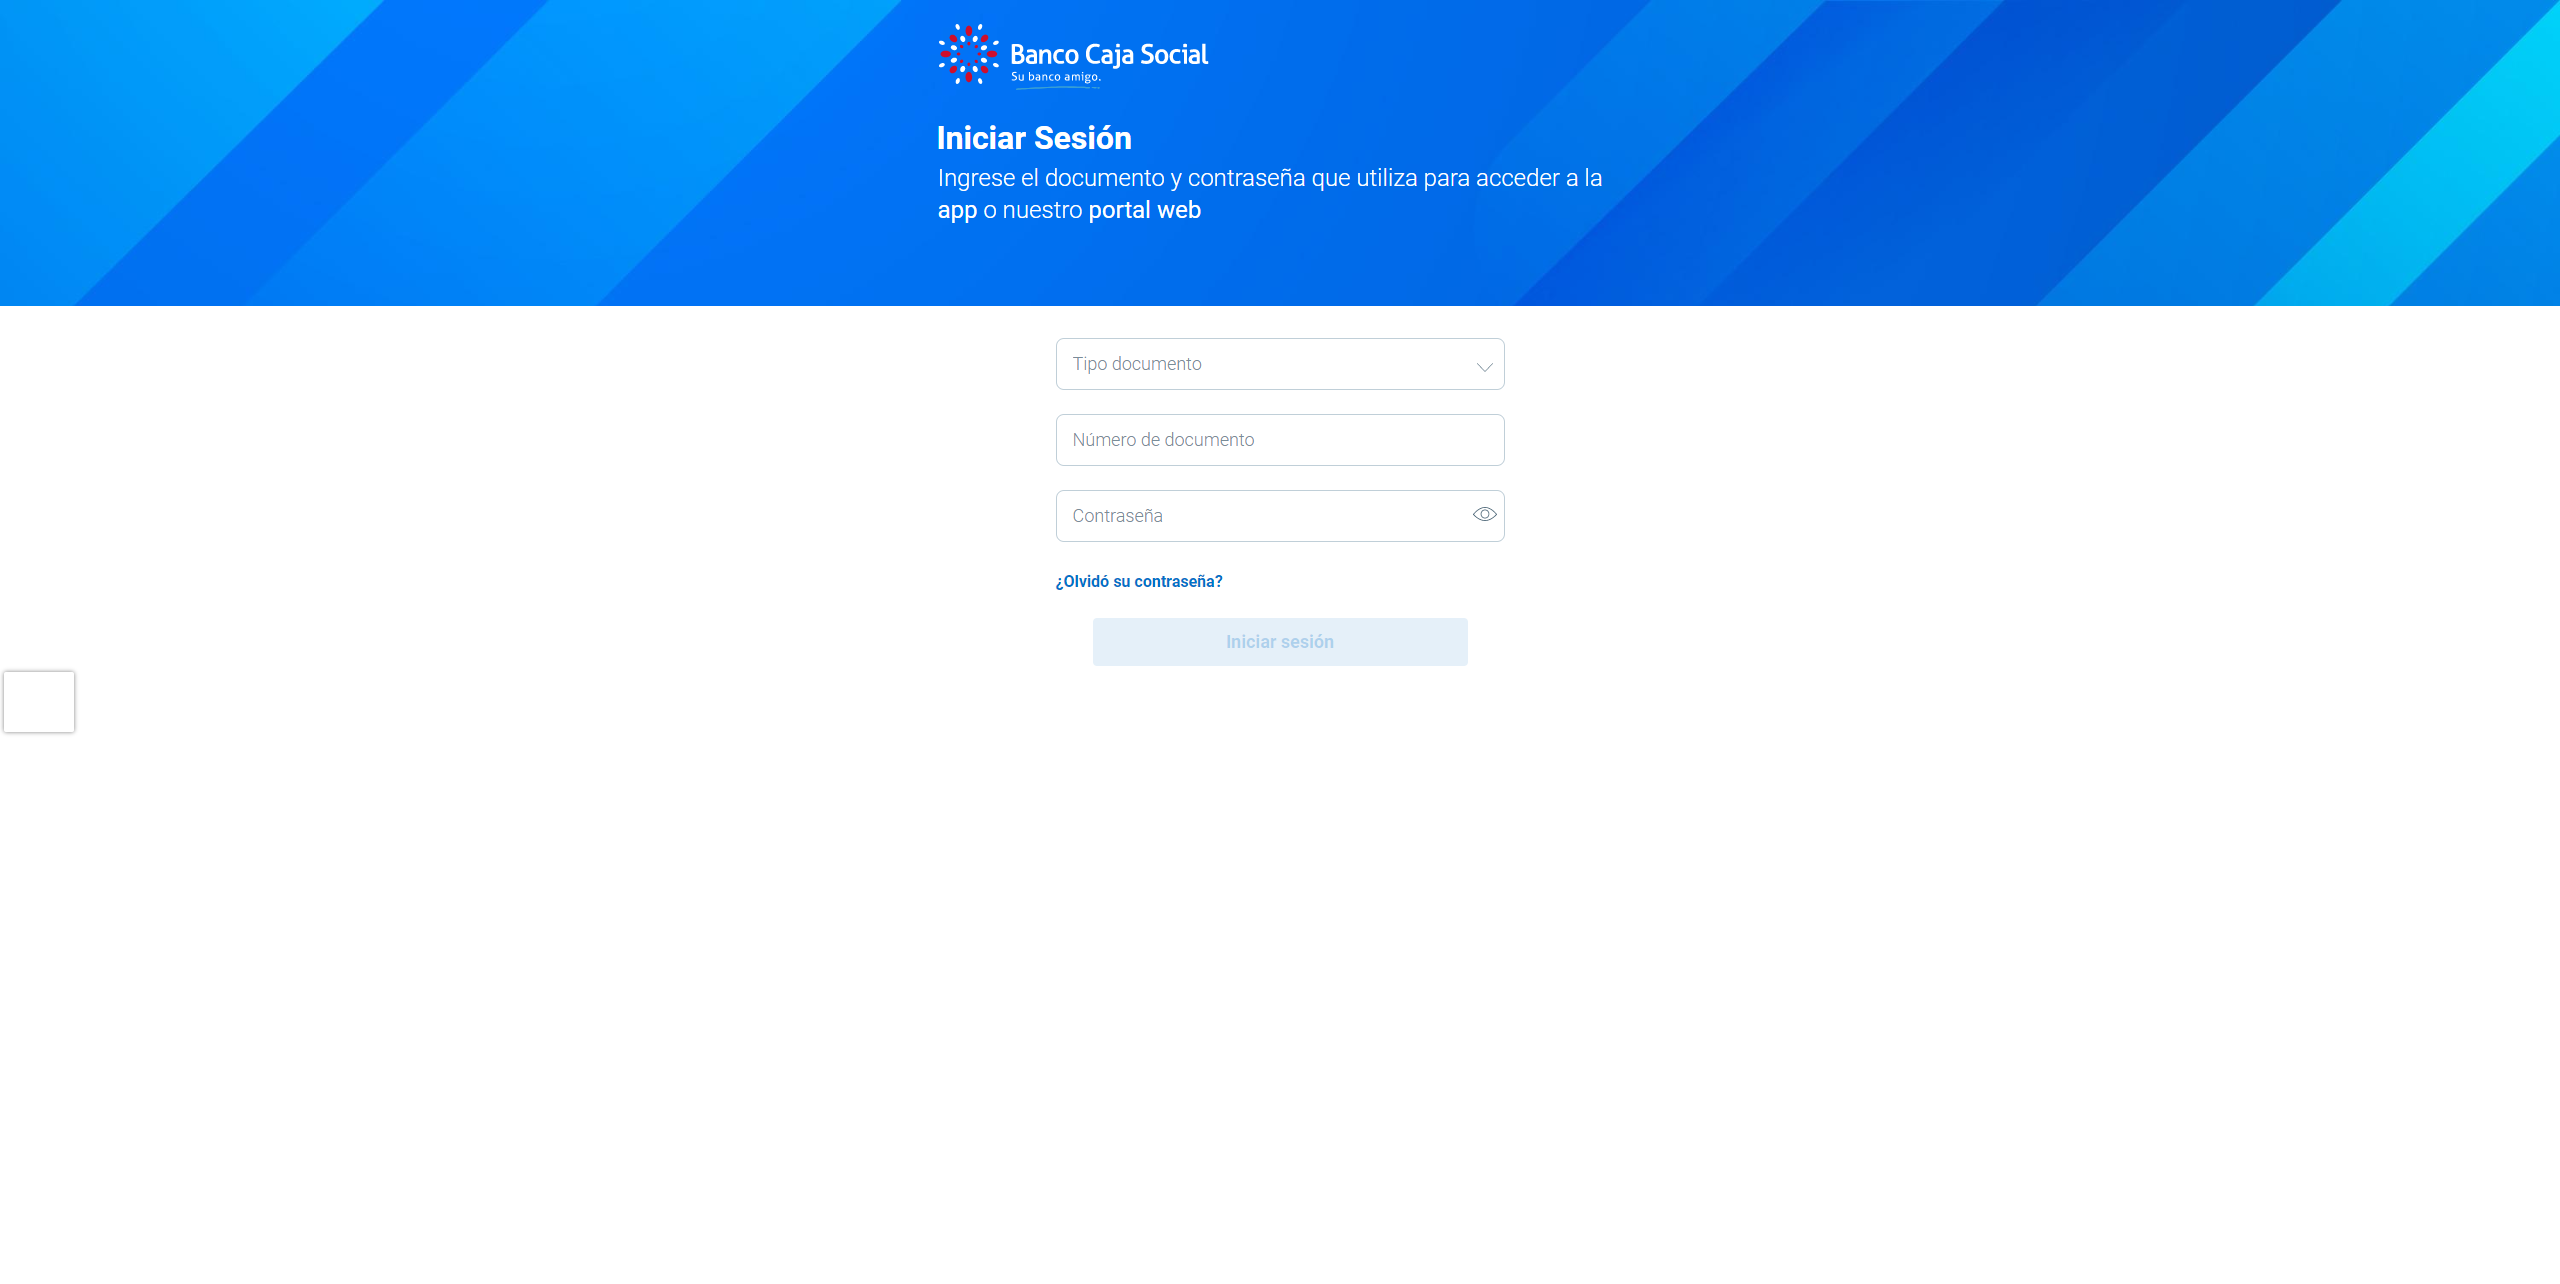 Banco Caja Social
Su banco amigo.
Iniciar Sesión
Ingrese el documento y contraseña que utiliza para acceder a la
app o nuestro portal web
Tipo documento
Número de documento
Contraseña
¿Olvidó su contraseña?
Iniciar sesión